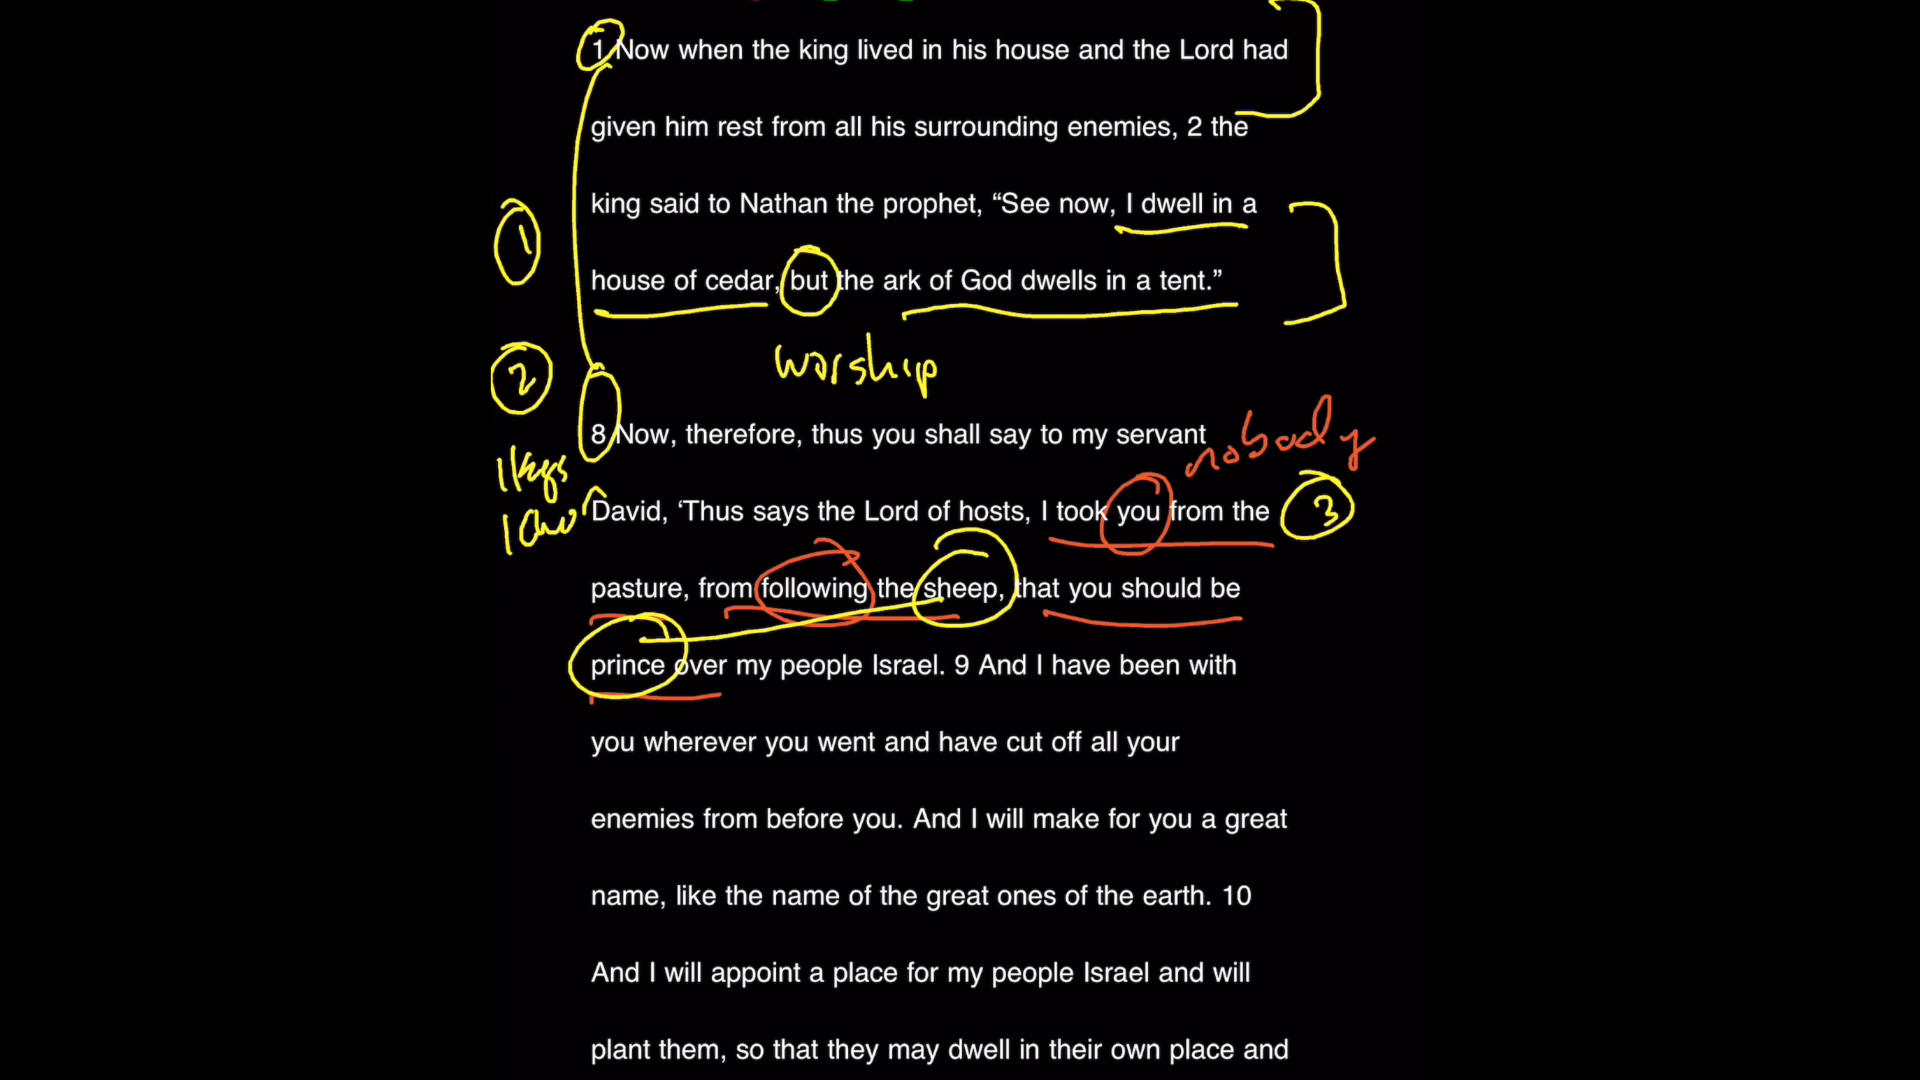 1 Now when the king lived in his house and the Lord had
given him rest from all his surrounding enemies, 2 the
king said to Nathan the prophet, “See now, I dwell in a
1
house of cedar, but the ark of God dwells in a tent.”
worship
2
8 Now, therefore, thus you shall say to my servant
nobody
1 Kgs
David, ‘Thus says the Lord of hosts, I took you from the
3
1 Chr
pasture, from following the sheep, that you should be
prince over my people Israel. 9 And I have been with
you wherever you went and have cut off all your
enemies from before you. And I will make for you a great
name, like the name of the great ones of the earth. 10
And I will appoint a place for my people Israel and will
plant them, so that they may dwell in their own place and